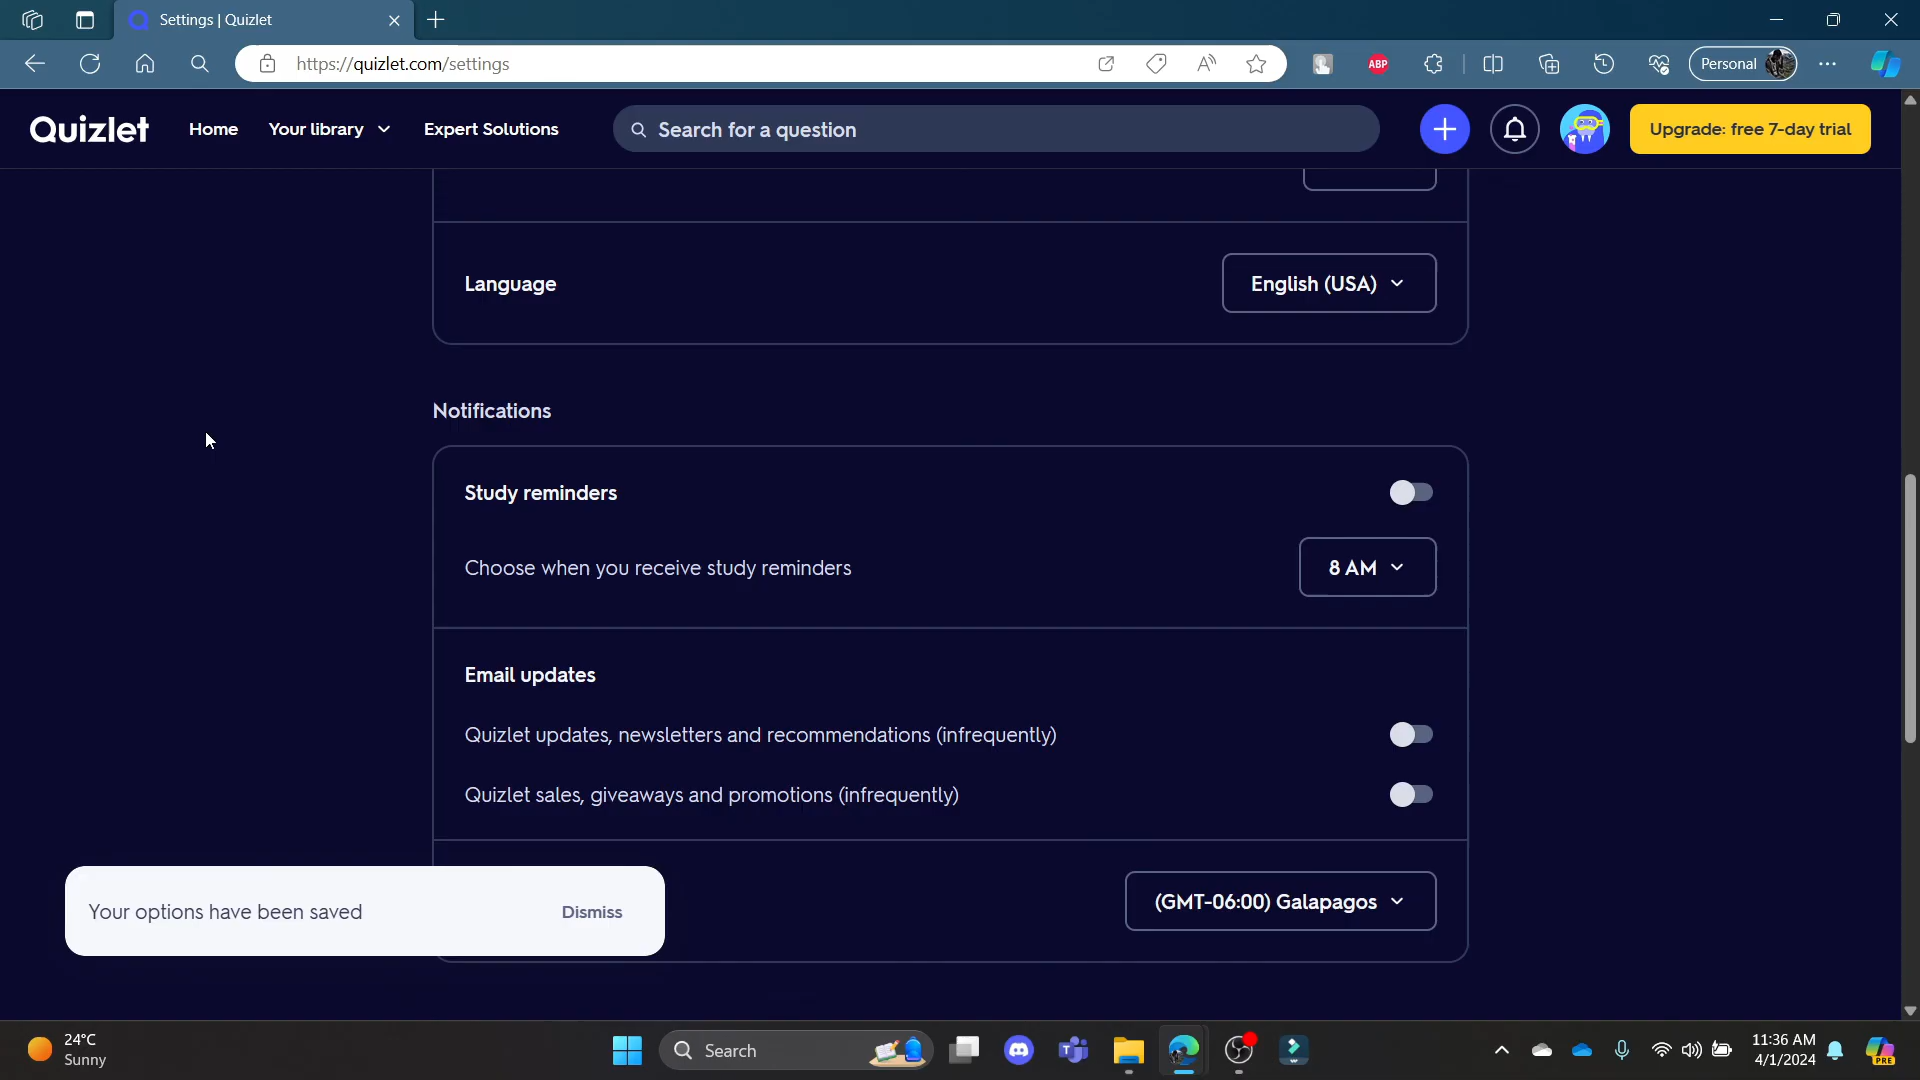 Settings | Quizlet
https://quizlet.com/settings
ABP
Personal
Quizlet
Home
Your library
Expert Solutions
Search for a question
Upgrade: free 7-day trial
Language
English (USA)
Notifications
Study reminders
Choose when you receive study reminders
8 AM
Email updates
Quizlet updates, newsletters and recommendations (infrequently)
Quizlet sales, giveaways and promotions (infrequently)
(GMT-06:00) Galapagos
Your options have been saved
Dismiss
24°C
Sunny
Search
11:36 AM
4/1/2024
PRE